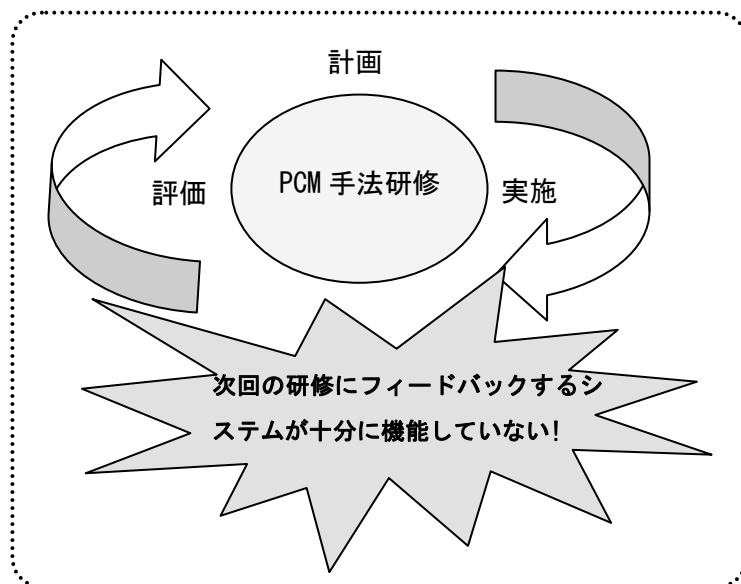 計画
評価
PCM 手法研修
実施
次回の研修にフィードバックするシ
ステムが十分に機能していない!